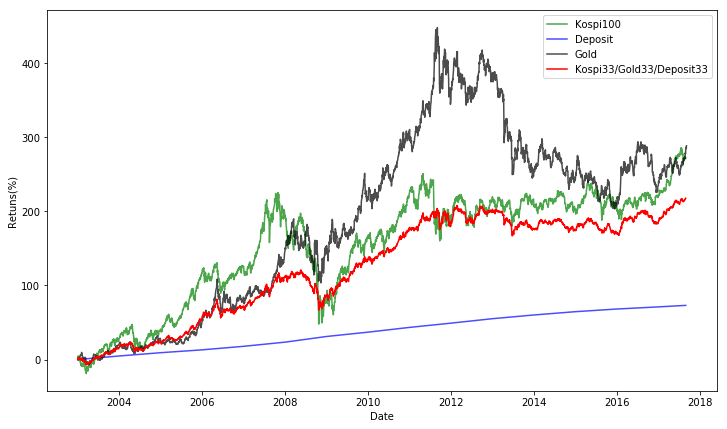 Kospi100
Deposit
Gold
Kospi33/Gold33/Deposit33
Retuns(%)
400
300
200
100
0
2004 2006 2008 2010 2012 2014 2016 2018
Date